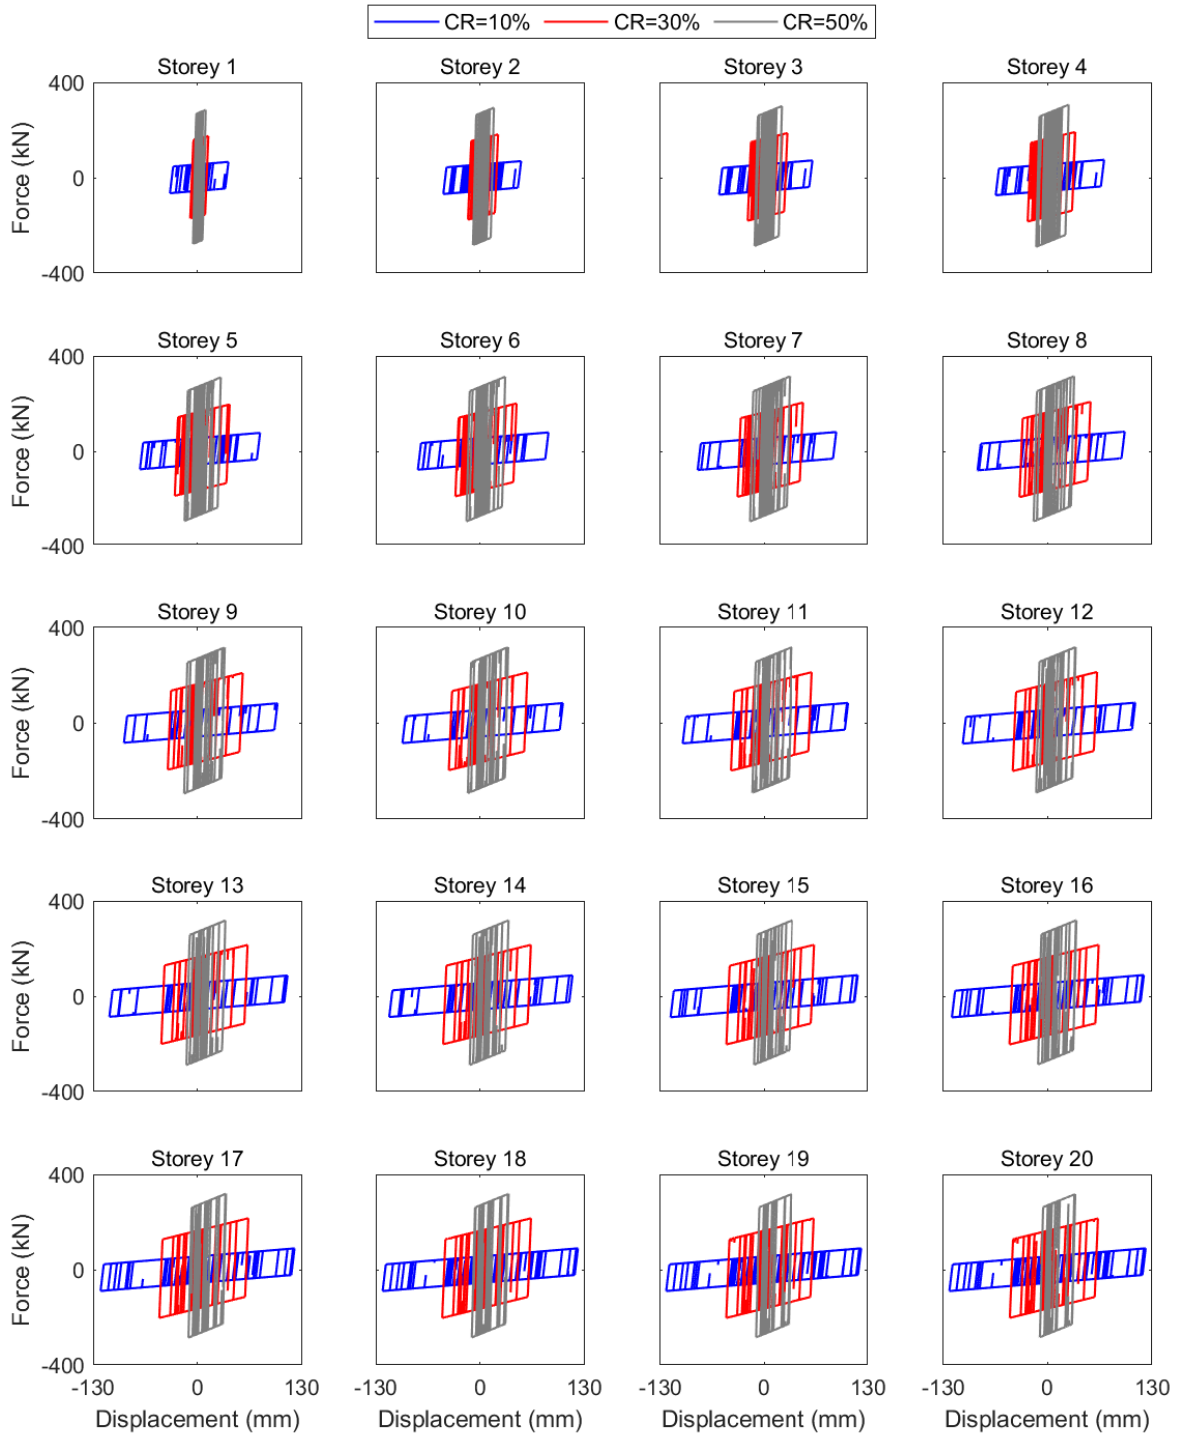 CR=10% CR=30% CR=50%
Storey 1 Storey 2 Storey 3 Storey 4
400
0
-400
Force (kN)
-130 0 130
Storey 5 Storey 6 Storey 7 Storey 8
400
0
-400
Force (kN)
Storey 9 Storey 10 Storey 11 Storey 12
400
0
-400
Force (kN)
Storey 13 Storey 14 Storey 15 Storey 16
400
0
-400
Force (kN)
Storey 17 Storey 18 Storey 19 Storey 20
400
0
-400
Force (kN)
-130 0 130 0 130 -130 0 130 0 130
Displacement (mm) Displacement (mm) Displacement (mm) Displacement (mm)